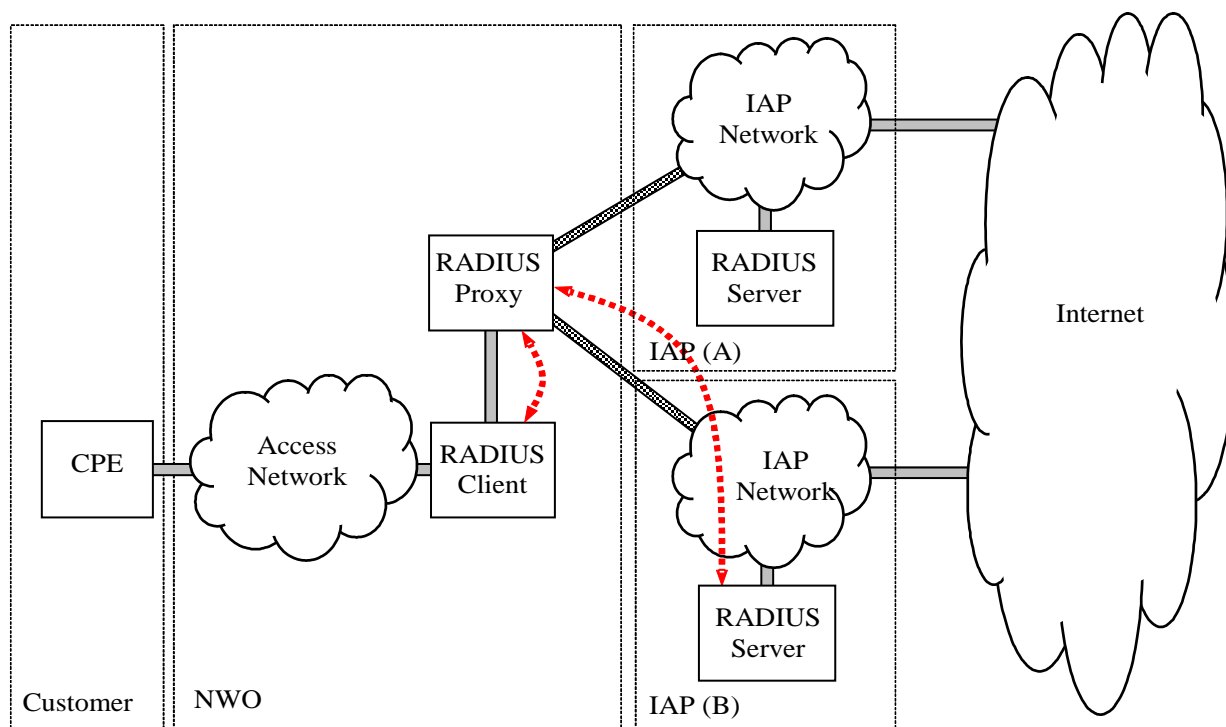 IAP
Network
RADIUS
Proxy
RADIUS
Server
Internet
IAP (A)
CPE
Access
Network
RADIUS
Client
IAP
Network
RADIUS
Server
Customer
NWO
IAP (B)